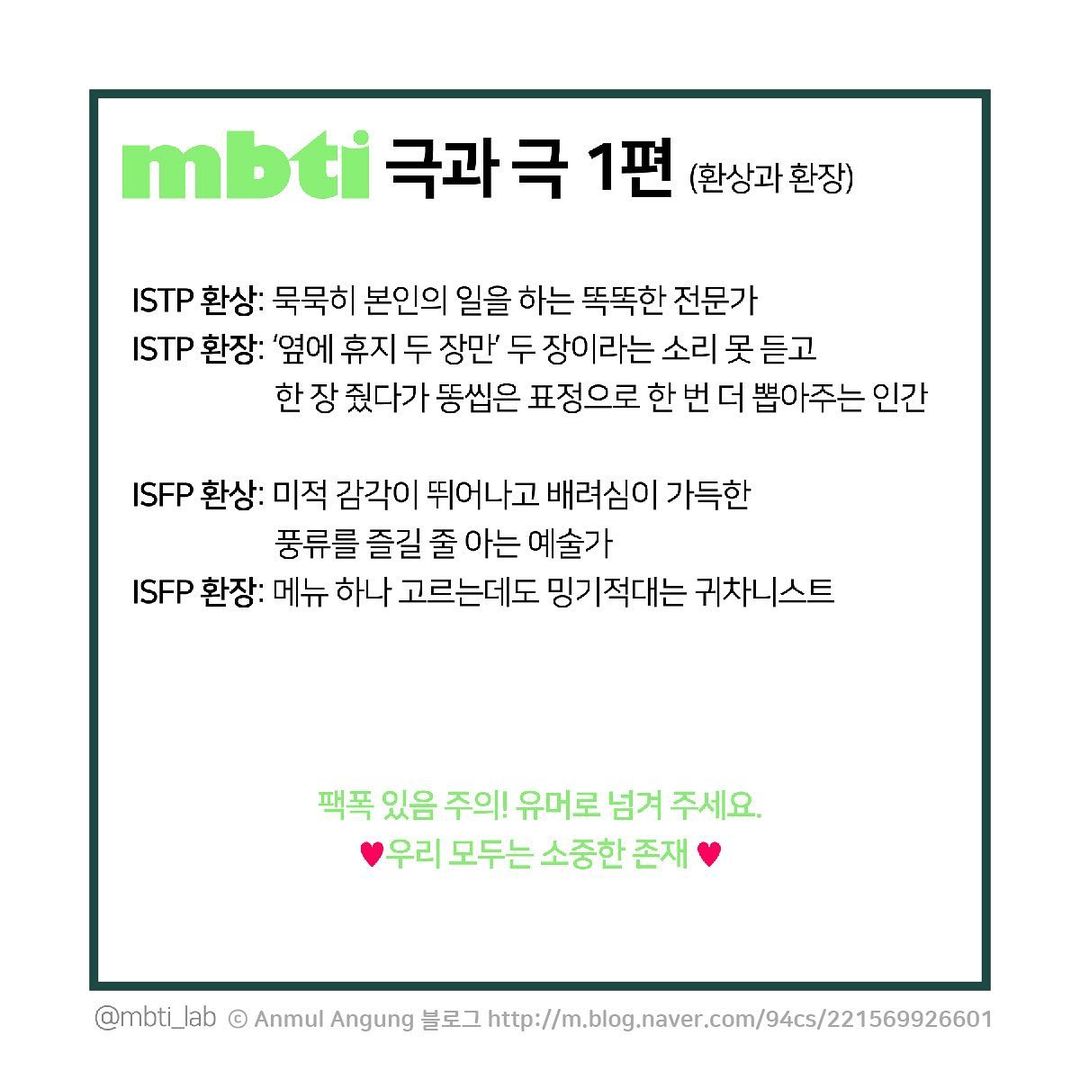 mbti 극과 극 1편 (환상과 환장)
ISTP 환상: 묵묵히 본인의 일을 하는 똑똑한 전문가
ISTP 환장: ‘옆에 휴지 두 장만’ 두 장이라는 소리 못 듣고
한 장 줬다가 똥씹은 표정으로 한 번 더 뽑아주는 인간
ISFP 환상: 미적 감각이 뛰어나고 배려심이 가득한
풍류를 즐길 줄 아는 예술가
ISFP 환장: 메뉴 하나 고르는데도 밍기적대는 귀차니스트
팩폭 있음 주의! 유머로 넘겨 주세요.
♥우리 모두는 소중한 존재 ♥
@mbti_lab © Anmul Angung 블로그 http://m.blog.naver.com/94cs/221569926601